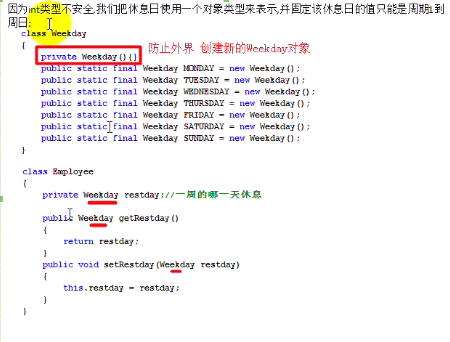 因为int类型不安全,我们把休息日使用一个对象类型来表示,并固定该休息日的值只能是周期1到
周日:
class Weekday
{
防止外界 创建新的Weekday对象
private Weekday(){}
public static final Weekday MONDAY = new Weekday();
public static final Weekday TUESDAY = new Weekday();
public static final Weekday WEDNESDAY = new Weekday();
public static final Weekday THURSDAY = new Weekday();
public static final Weekday FRIDAY = new Weekday();
public static final Weekday SATURDAY = new Weekday();
public static final Weekday SUNDAY = new Weekday();
}
class Employee
{
private Weekday restday;//一周的哪一天休息
public Weekday getRestday()
{
return restday;
}
public void setRestday(Weekday restday)
{
this.restday = restday;
}
}